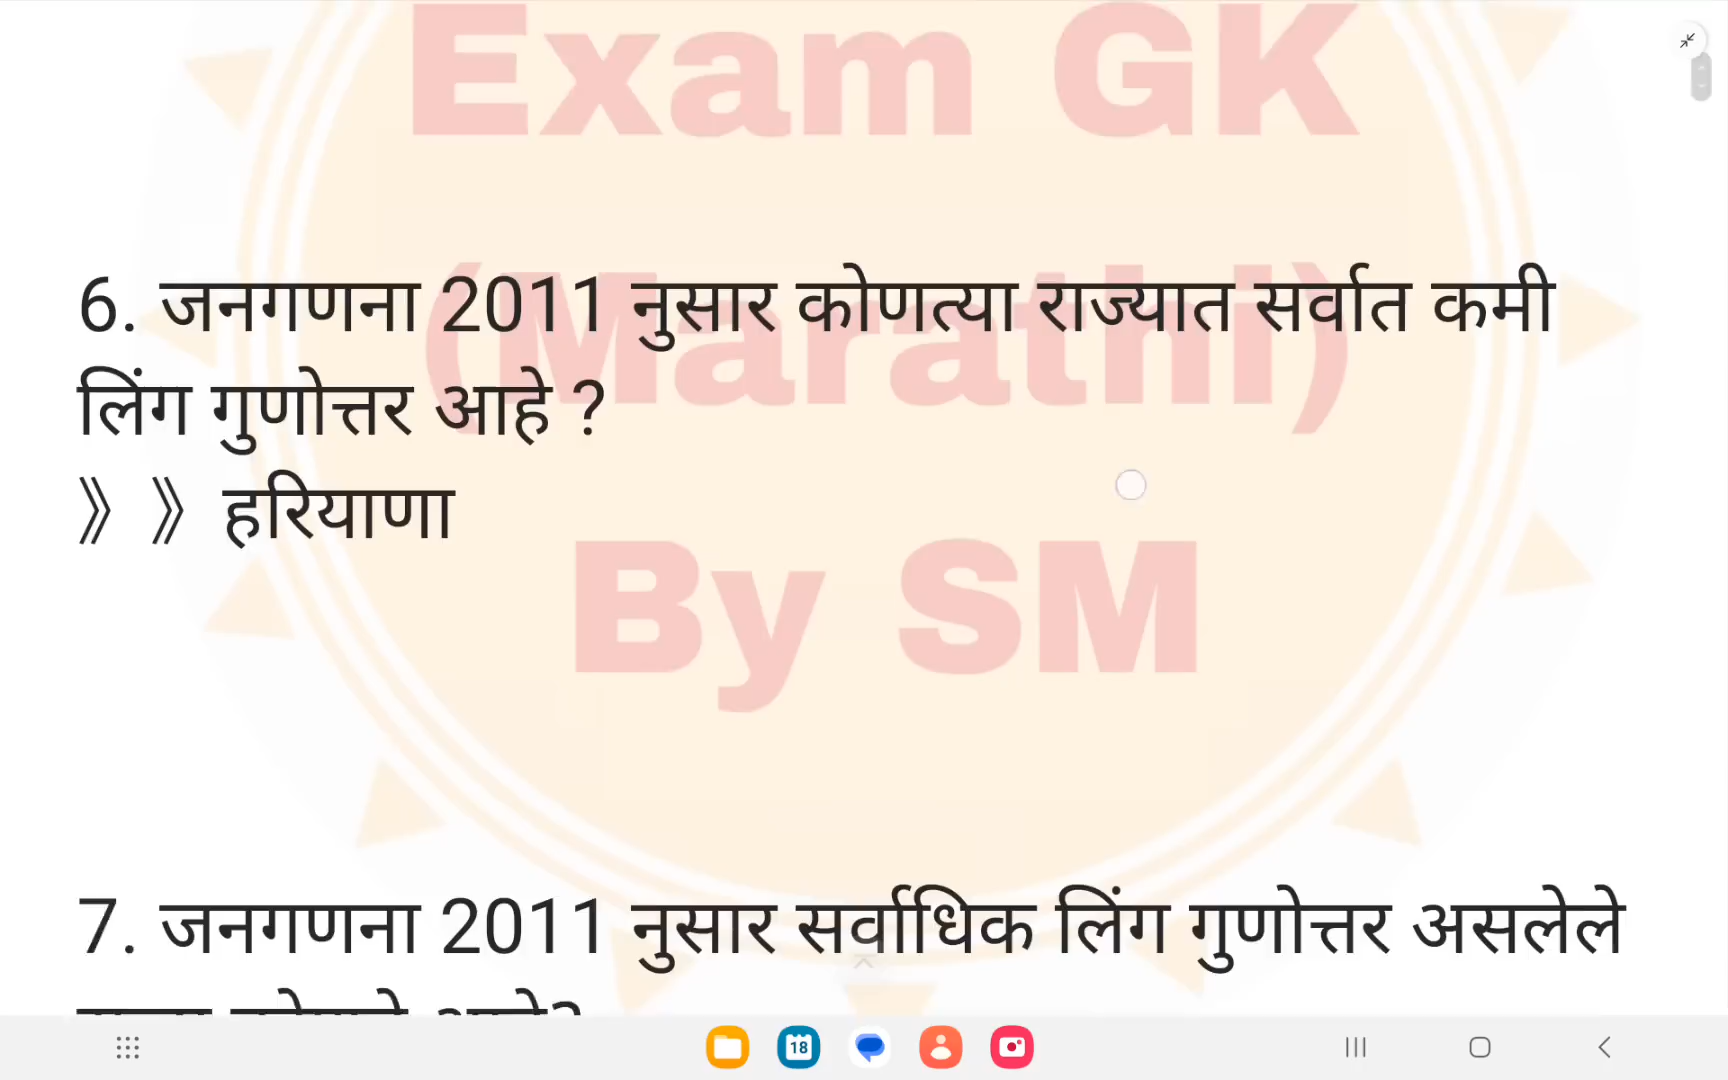 Exam GK
(Marathi)
By SM
6. जनगणना 2011 नुसार कोणत्या राज्यात सर्वात कमी
लिंग गुणोत्तर आहे ?
》 》 हरियाणा
7. जनगणना 2011 नुसार सर्वाधिक लिंग गुणोत्तर असलेले
18